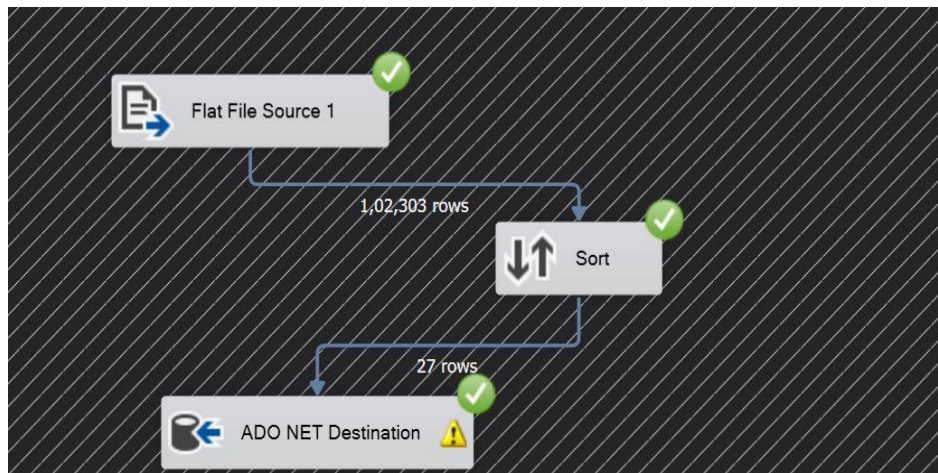 Flat File Source 1
1,02,303 rows
Sort
27 rows
ADO NET Destination